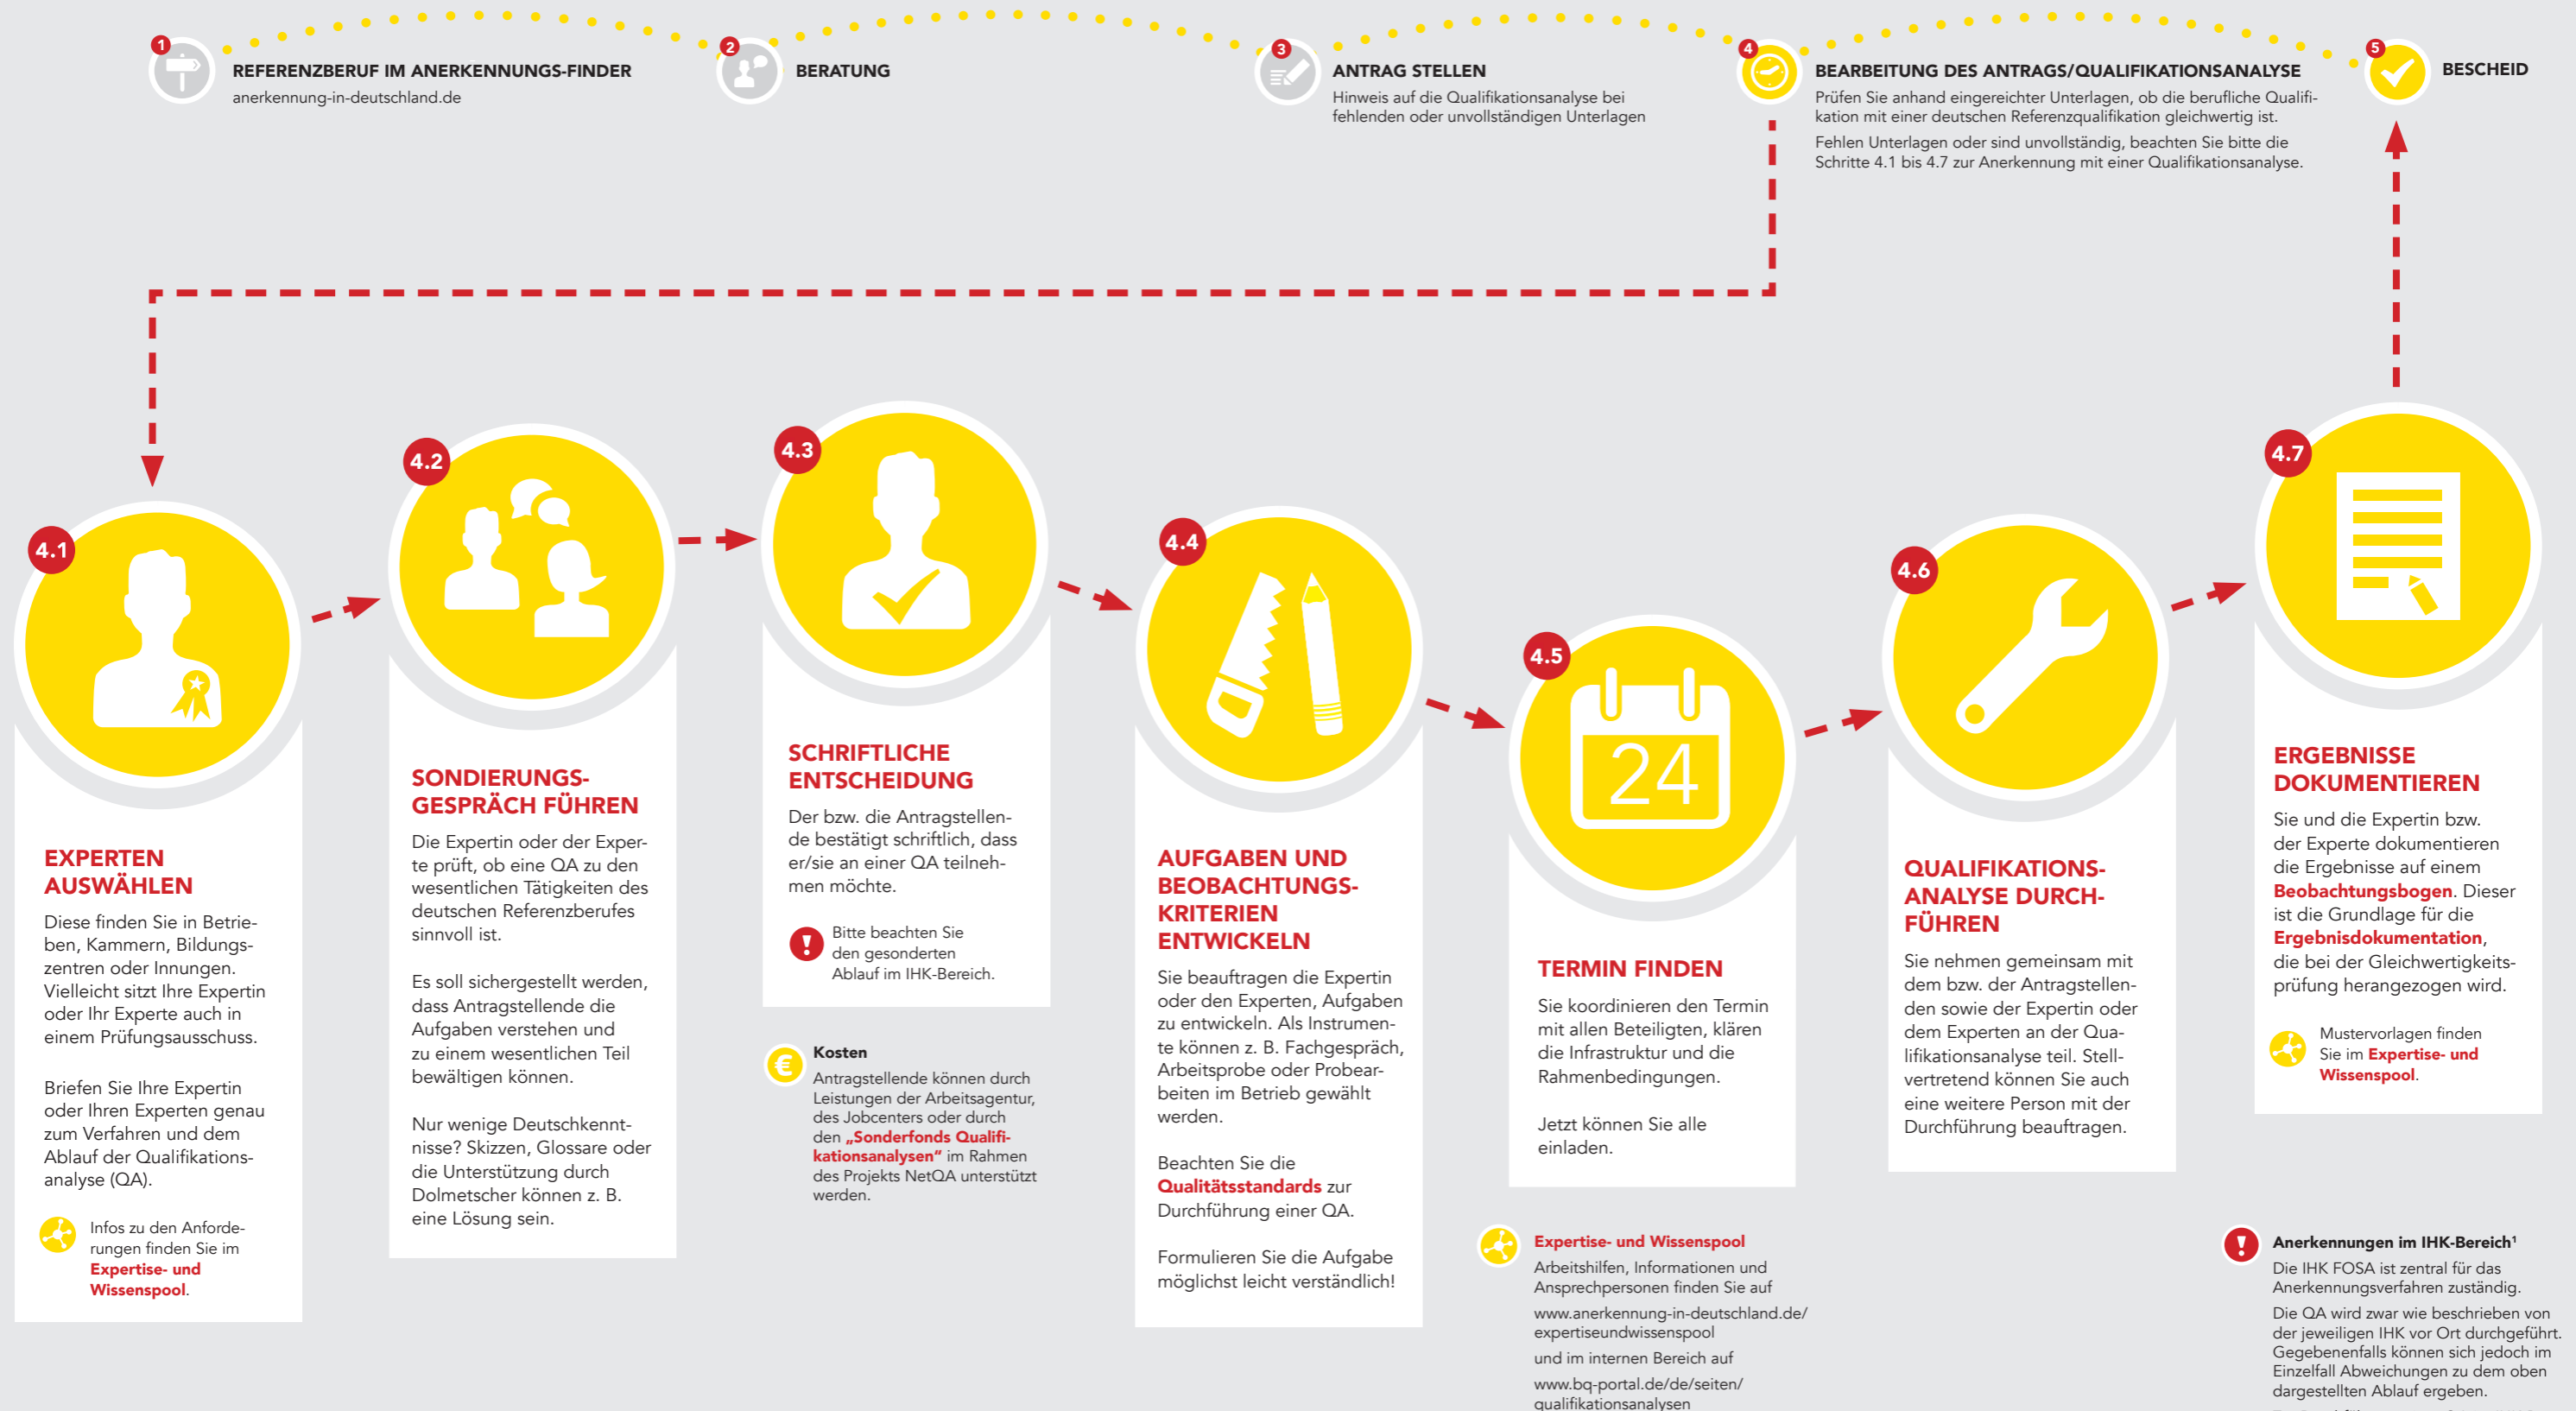 1
REFERENZBERUF IM ANERKENNUNGS-FINDER
anerkennung-in-deutschland.de
2
BERATUNG
3
ANTRAG STELLEN
Hinweis auf die Qualifikationsanalyse bei
fehlenden oder unvollständigen Unterlagen
4
BEARBEITUNG DES ANTRAGS/QUALIFIKATIONSANALYSE
Prüfen Sie anhand eingereichter Unterlagen, ob die berufliche Qualifi-
kation mit einer deutschen Referenzqualifikation gleichwertig ist.
Fehlen Unterlagen oder sind unvollständig, beachten Sie bitte die
Schritte 4.1 bis 4.7 zur Anerkennung mit einer Qualifikationsanalyse.
5
BESCHEID
4.1
EXPERTEN
AUSWÄHLEN
Diese finden Sie in Betrie-
ben, Kammern, Bildungs-
zentren oder Innungen.
Vielleicht sitzt Ihre Expertin
oder Ihr Experte auch in
einem Prüfungsausschuss.
Briefen Sie Ihre Expertin
oder Ihren Experten genau
zum Verfahren und dem
Ablauf der Qualifikations-
analyse (QA).
Infos zu den Anforde-
rungen finden Sie im
Expertise- und
Wissenspool.
4.2
SONDIERUNGS-
GESPRÄCH FÜHREN
Die Expertin oder der Exper-
te prüft, ob eine QA zu den
wesentlichen Tätigkeiten des
deutschen Referenzberufes
sinnvoll ist.
Es soll sichergestellt werden,
dass Antragstellende die
Aufgaben verstehen und
zu einem wesentlichen Teil
bewältigen können.
Nur wenige Deutschkennt-
nisse? Skizzen, Glossare oder
die Unterstützung durch
Dolmetscher können z. B.
eine Lösung sein.
4.3
SCHRIFTLICHE
ENTSCHEIDUNG
Der bzw. die Antragstellen-
de bestätigt schriftlich, dass
er/sie an einer QA teilneh-
men möchte.
!
Bitte beachten Sie
den gesonderten
Ablauf im IHK-Bereich.
€
Kosten
Antragstellende können durch
Leistungen der Arbeitsagentur,
des Jobcenters oder durch
den „Sonderfonds Qualifi-
kationsanalysen“ im Rahmen
des Projekts NetQA unterstützt
werden.
4.4
AUFGABEN UND
BEOBACHTUNGS-
KRITERIEN
ENTWICKELN
Sie beauftragen die Expertin
oder den Experten, Aufgaben
zu entwickeln. Als Instrumen-
te können z. B. Fachgespräch,
Arbeitsprobe oder Probear-
beiten im Betrieb gewählt
werden.
Beachten Sie die
Qualitätsstandards zur
Durchführung einer QA.
Formulieren Sie die Aufgabe
möglichst leicht verständlich!
4.5
24
TERMIN FINDEN
Sie koordinieren den Termin
mit allen Beteiligten, klären
die Infrastruktur und die
Rahmenbedingungen.
Jetzt können Sie alle
einladen.
Expertise- und Wissenspool
Arbeitshilfen, Informationen und
Ansprechpersonen finden Sie auf
www.anerkennung-in-deutschland.de/
expertiseundwissenspool
und im internen Bereich auf
www.bq-portal.de/de/seiten/
qualifikationsanalysen
4.6
QUALIFIKATIONS-
ANALYSE DURCH-
FÜHREN
Sie nehmen gemeinsam mit
dem bzw. der Antragstellen-
den sowie der Expertin oder
dem Experten an der Qua-
lifikationsanalyse teil. Stell-
vertretend können Sie auch
eine weitere Person mit der
Durchführung beauftragen.
4.7
ERGEBNISSE
DOKUMENTIEREN
Sie und die Expertin bzw.
der Experte dokumentieren
die Ergebnisse auf einem
Beobachtungsbogen. Dieser
ist die Grundlage für die
Ergebnisdokumentation,
die bei der Gleichwertigkeits-
prüfung herangezogen wird.
Mustervorlagen finden
Sie im Expertise- und
Wissenspool.
!
Anerkennungen im IHK-Bereich¹
Die IHK FOSA ist zentral für das
Anerkennungsverfahren zuständig.
Die QA wird zwar wie beschrieben von
der jeweiligen IHK vor Ort durchgeführt.
Gegebenenfalls können sich jedoch im
Einzelfall Abweichungen zu dem oben
dargestellten Ablauf ergeben.